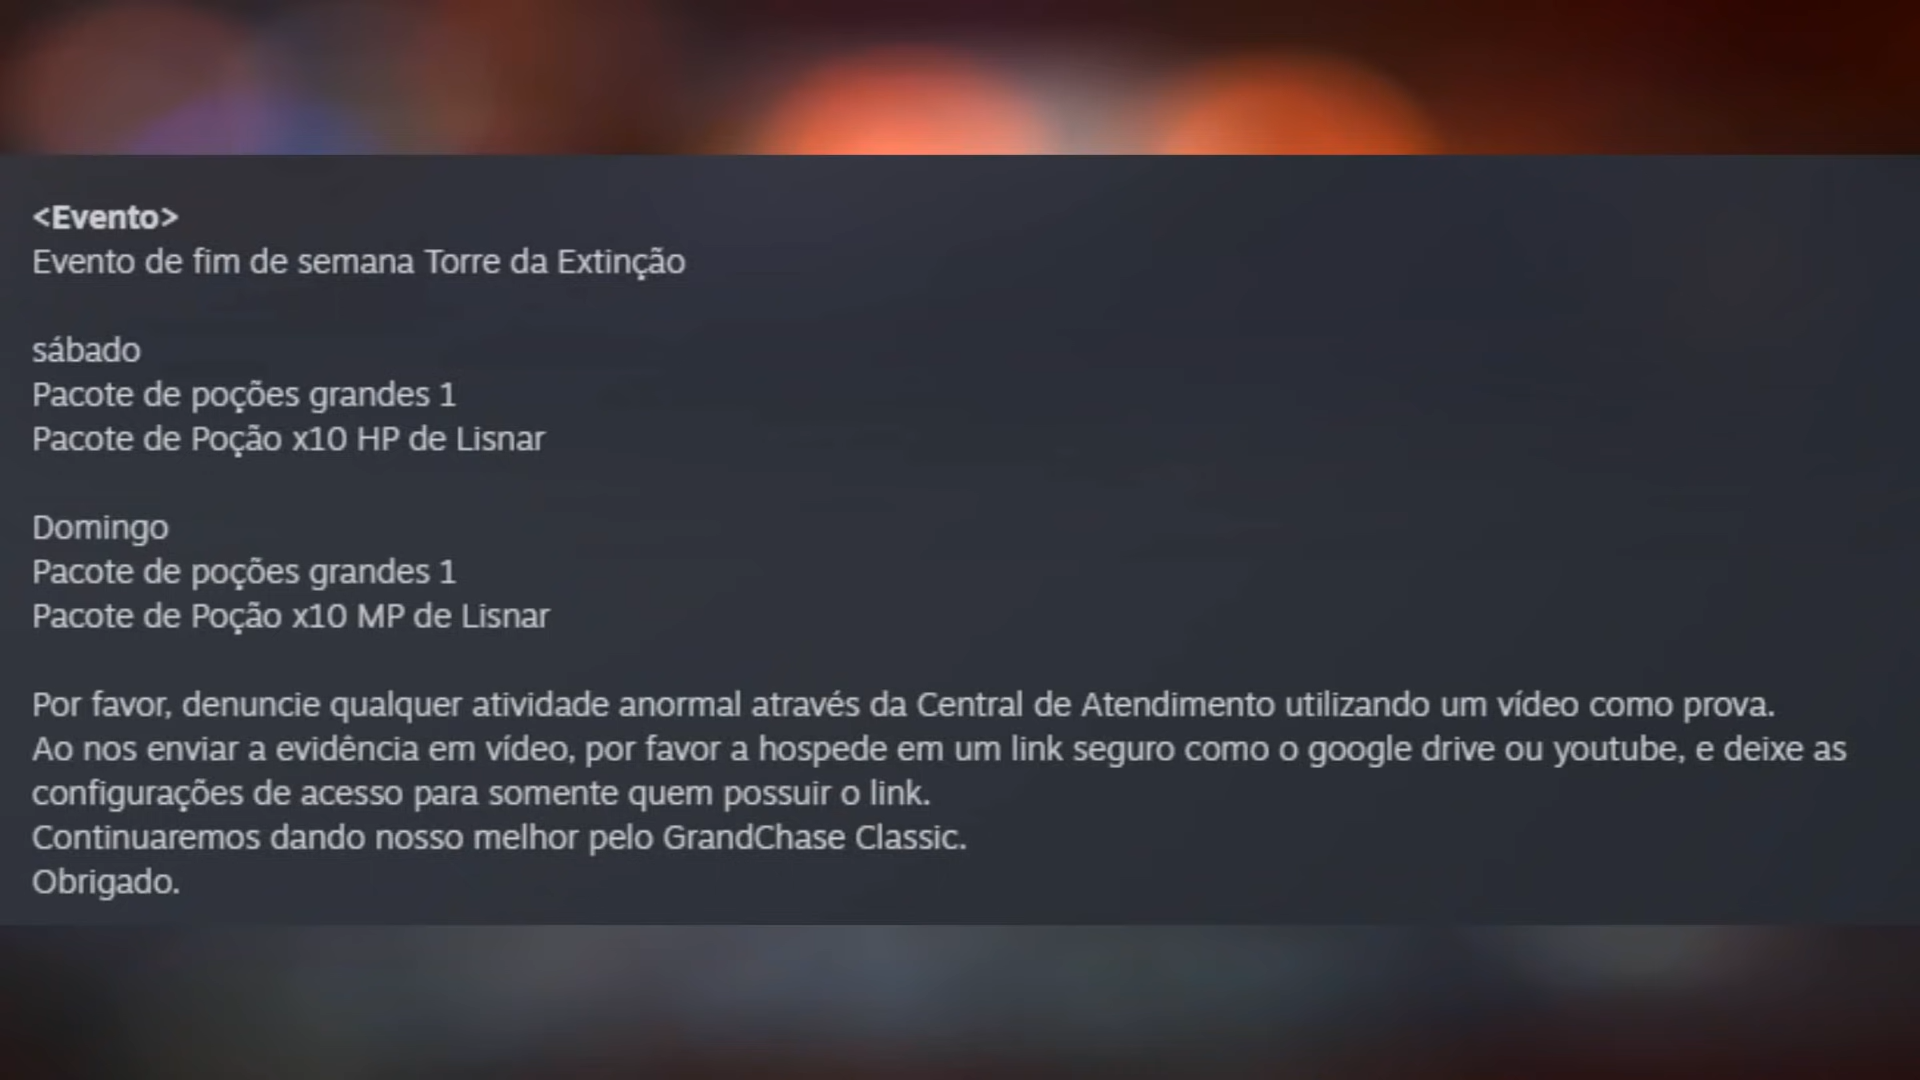 <Evento>
Evento de fim de semana Torre da Extinção
sábado
Pacote de poções grandes 1
Pacote de Poção x10 HP de Lisnar
Domingo
Pacote de poções grandes 1
Pacote de Poção x10 MP de Lisnar
Por favor, denuncie qualquer atividade anormal através da Central de Atendimento utilizando um vídeo como prova.
Ao nos enviar a evidência em vídeo, por favor a hospede em um link seguro como o google drive ou youtube, e deixe as
configurações de acesso para somente quem possuir o link.
Continuaremos dando nosso melhor pelo GrandChase Classic.
Obrigado.